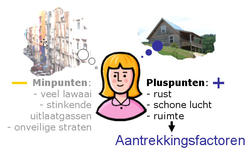 Minpunten:
- veel lawaai
- stinkende
uitlaatgassen
- onveilige straten
Pluspunten:
- rust
- schone lucht
- ruimte
Aantrekkingsfactoren